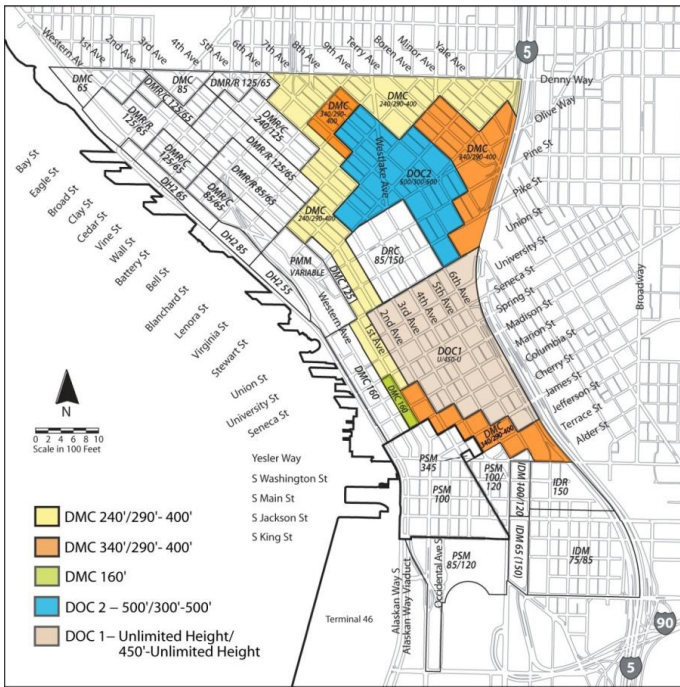 Western Av
1st Ave
2nd Ave
3rd Ave
4th Ave
5th Ave
6th Ave
7th Ave
8th Ave
9th Ave
Terry Ave
Boren Ave
Minor Ave
Yale Ave
5
Denny Way
Olive Way
Pine St
Pike St
Union St
University St
Seneca St
Spring St
Madison St
Marion St
Columbia St
Cherry St
James St
Jefferson St
Terrace St
Alder St
Broadway
DMC
65
DMR/C 125/65
DMC
85
DMR/R 125/65
DMR/R
125/65
DMR/C
125/65
DH2 65
DMR/C
85/65
DMR/R 85/65
DMR/R 125/65
DMR/C
240/125
DMC
340/290-
400
DMC
240/290-400
DMC
340/290-400
Westlake Ave
DOC2
500/300-500
DMC
240/290-400
DH2 85
DH2 55
PMM
VARIABLE
DMC 125
DRC
85/150
Western Ave
1st Ave
2nd Ave
3rd Ave
4th Ave
5th Ave
6th Ave
DOC1
U/450-U
DMC 160
DMC 160
DMC
340/290-400
PSM
345
PSM
100
PSM
100/
120
IDM 100/120
IDR
150
IDM 65 (150)
IDM
75/85
PSM
85/120
Bay St
Eagle St
Broad St
Clay St
Cedar St
Vine St
Wall St
Battery St
Bell St
Blanchard St
Lenora St
Virginia St
Stewart St
Union St
University St
Seneca St
Yesler Way
S Washington St
S Main St
S Jackson St
S King St
N
0 2 4 6 8 10
Scale in 100 Feet
DMC 240'/290'- 400'
DMC 340'/290'- 400'
DMC 160'
DOC 2 – 500'/300'-500'
DOC 1– Unlimited Height/
450'-Unlimited Height
Terminal 46
Alaskan Way S
Alaskan Way Viaduct
Occidental Ave S
90
5